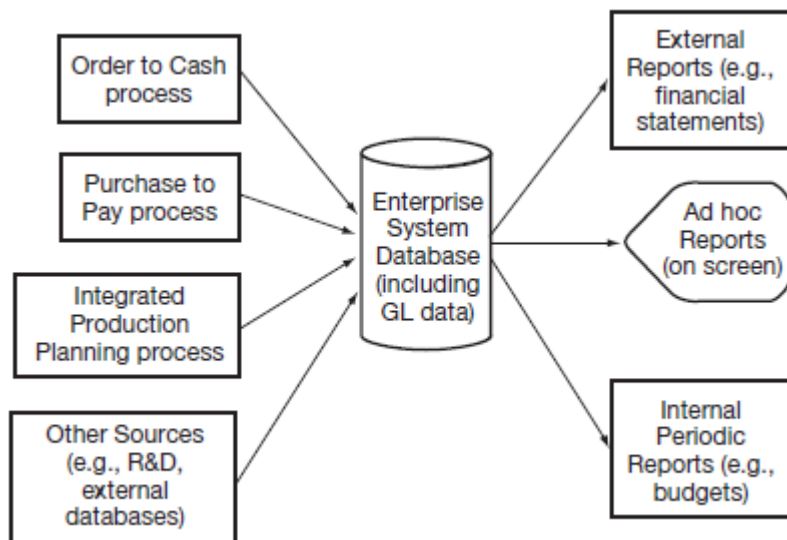 Order to Cash
process
Purchase to
Pay process
Integrated
Production
Planning process
Other Sources
(e.g., R&D,
external
databases)
Enterprise
System
Database
(including
GL data)
External
Reports (e.g.,
financial
statements)
Ad hoc
Reports
(on screen)
Internal
Periodic
Reports (e.g.,
budgets)